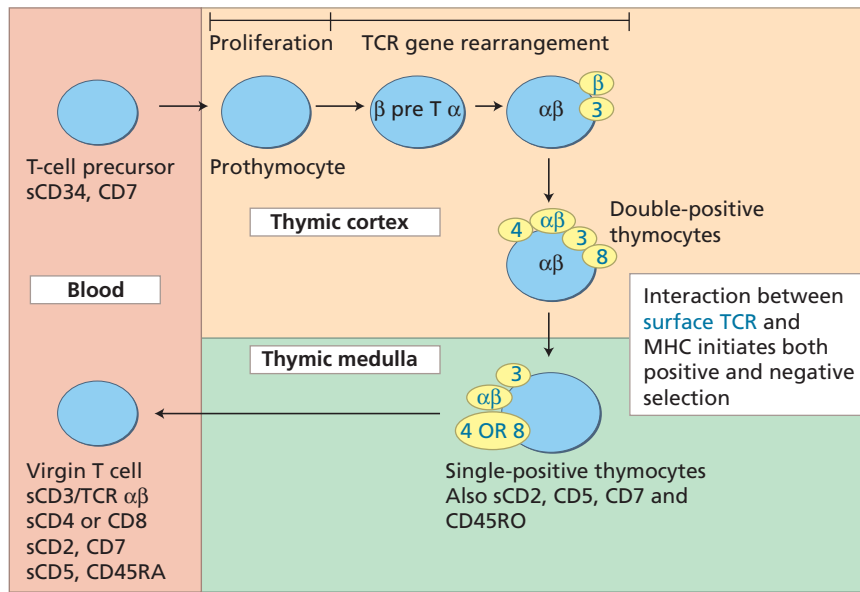 Proliferation
TCR gene rearrangement
β pre T α
αβ
β
3
T-cell precursor
sCD34, CD7
Prothymocyte
Thymic cortex
4
αβ
3
8
αβ
Double-positive
thymocytes
Blood
Interaction between
surface TCR and
MHC initiates both
positive and negative
selection
Thymic medulla
3
αβ
4 OR 8
Virgin T cell
sCD3/TCR αβ
sCD4 or CD8
sCD2, CD7
sCD5, CD45RA
Single-positive thymocytes
Also sCD2, CD5, CD7 and
CD45RO